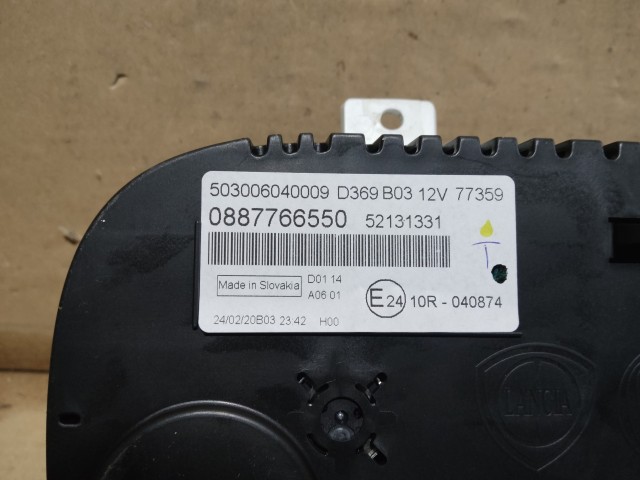 503006040009 D369 B03 12V 77359
0887766550 52131331
Made in Slovakia
D01 14
A06 01
E24 10R - 040874
24/02/20B03 23:42 H00
LANCIA